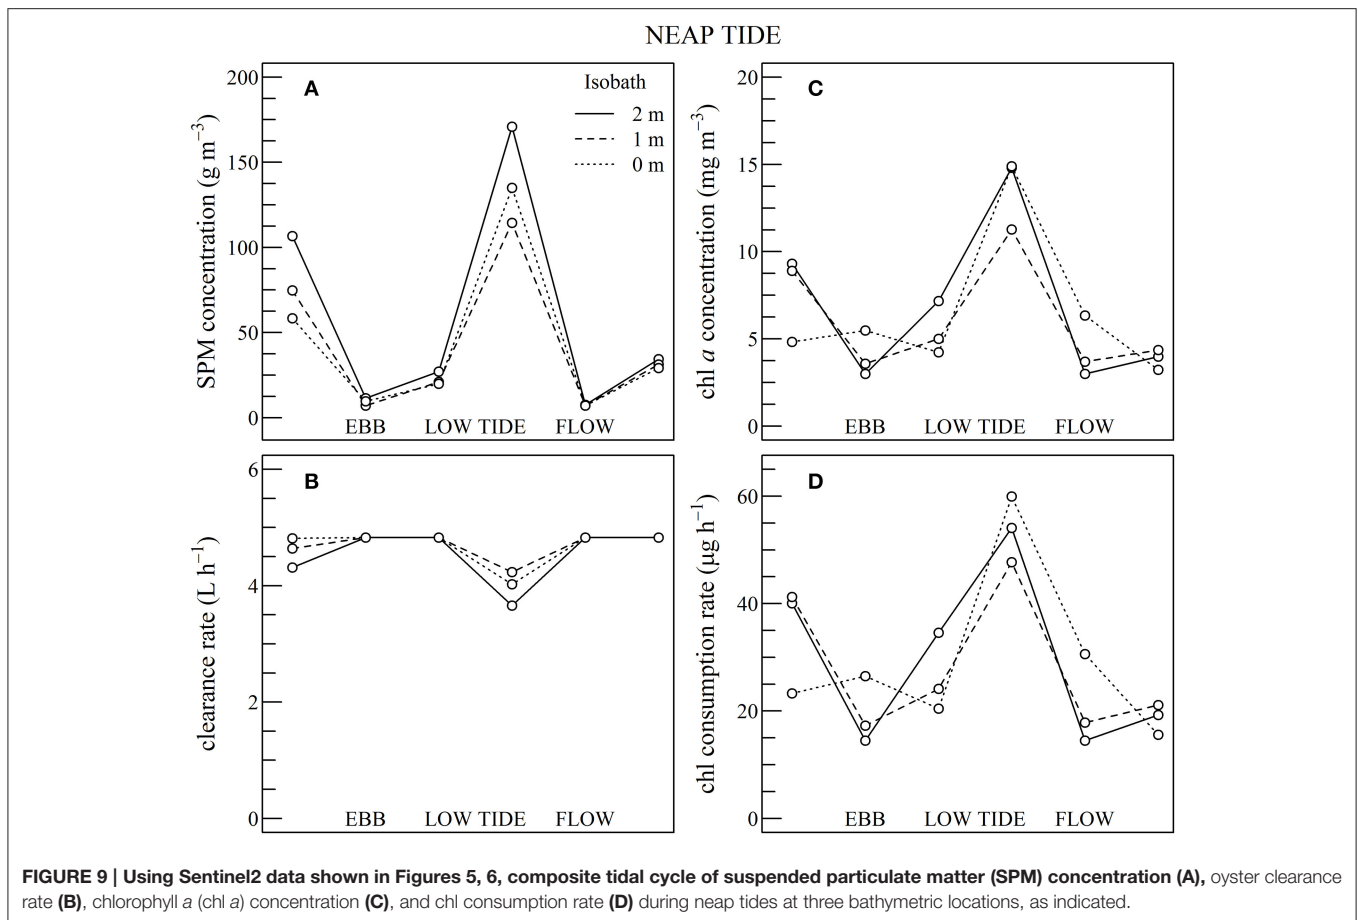 NEAP TIDE
A
Isobath
2 m
1 m
0 m
SPM concentration (g m⁻³)
200
150
100
50
0
EBB LOW TIDE FLOW
C
chl a concentration (mg m⁻³)
20
15
10
5
0
EBB LOW TIDE FLOW
B
clearance rate (L h⁻¹)
6
4
2
0
EBB LOW TIDE FLOW
D
chl consumption rate (µg h⁻¹)
60
40
20
0
EBB LOW TIDE FLOW
FIGURE 9 | Using Sentinel2 data shown in Figures 5, 6, composite tidal cycle of suspended particulate matter (SPM) concentration (A), oyster clearance
rate (B), chlorophyll a (chl a) concentration (C), and chl consumption rate (D) during neap tides at three bathymetric locations, as indicated.